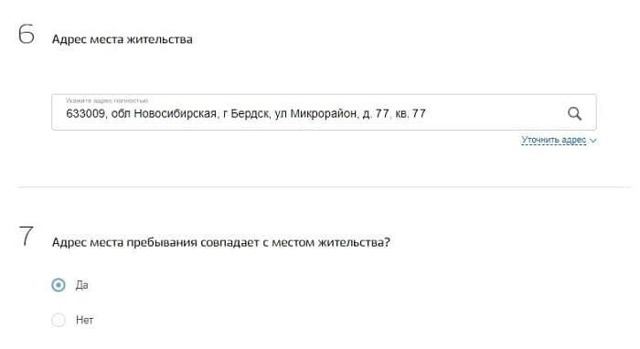 6 Адрес места жительства
Укажите адрес полностью
633009, обл Новосибирская, г Бердск, ул Микрорайон, д. 77, кв. 77
Уточнить адрес
7 Адрес места пребывания совпадает с местом жительства?
Да
Нет